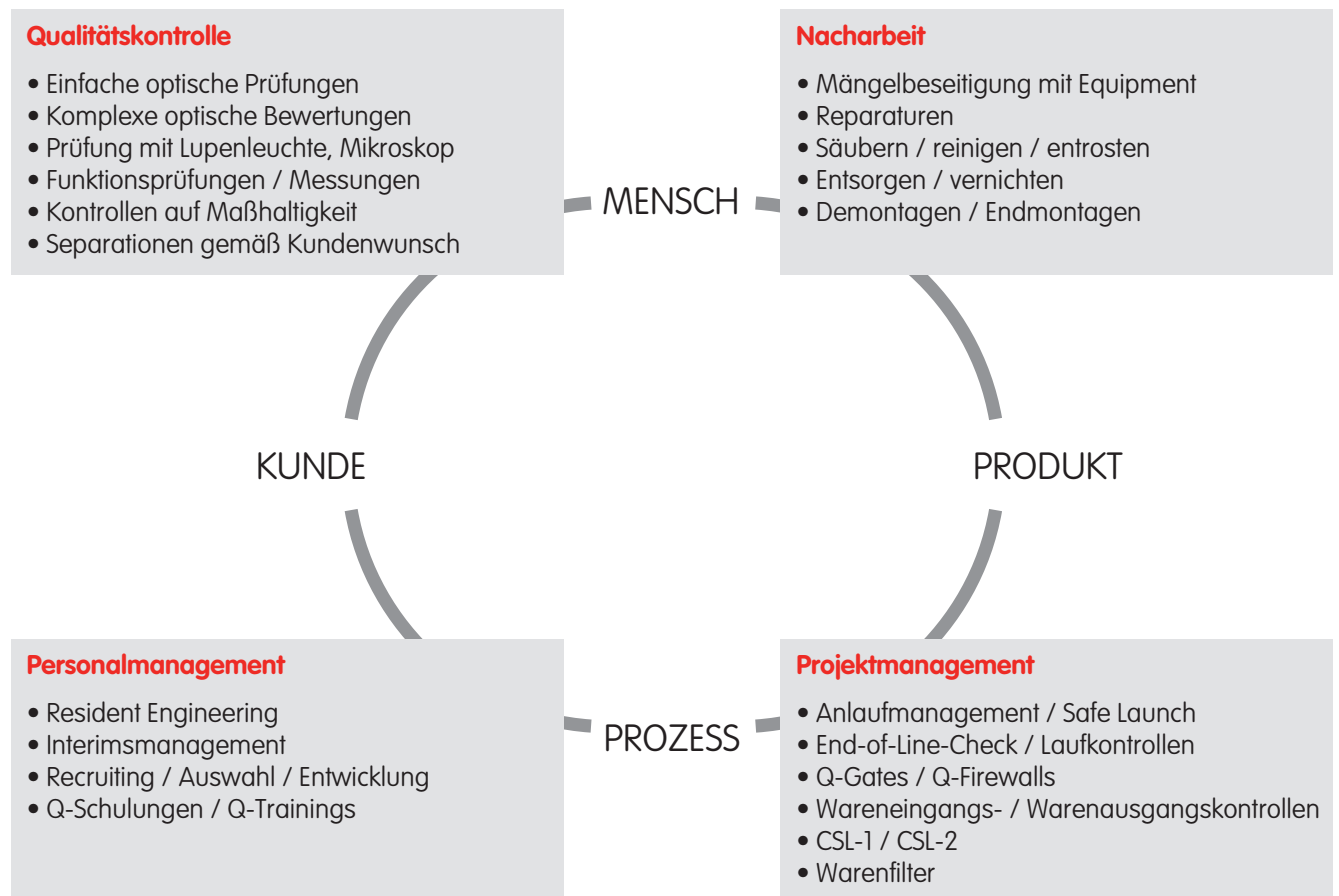 Qualitätskontrolle
• Einfache optische Prüfungen
• Komplexe optische Bewertungen
• Prüfung mit Lupenleuchte, Mikroskop
• Funktionsprüfungen / Messungen
• Kontrollen auf Maßhaltigkeit
• Separationen gemäß Kundenwunsch
Nacharbeit
• Mängelbeseitigung mit Equipment
• Reparaturen
• Säubern / reinigen / entrosten
• Entsorgen / vernichten
• Demontagen / Endmontagen
MENSCH
KUNDE
PRODUKT
PROZESS
Personalmanagement
• Resident Engineering
• Interimsmanagement
• Recruiting / Auswahl / Entwicklung
• Q-Schulungen / Q-Trainings
Projektmanagement
• Anlaufmanagement / Safe Launch
• End-of-Line-Check / Laufkontrollen
• Q-Gates / Q-Firewalls
• Wareneingangs- / Warenausgangskontrollen
• CSL-1 / CSL-2
• Warenfilter